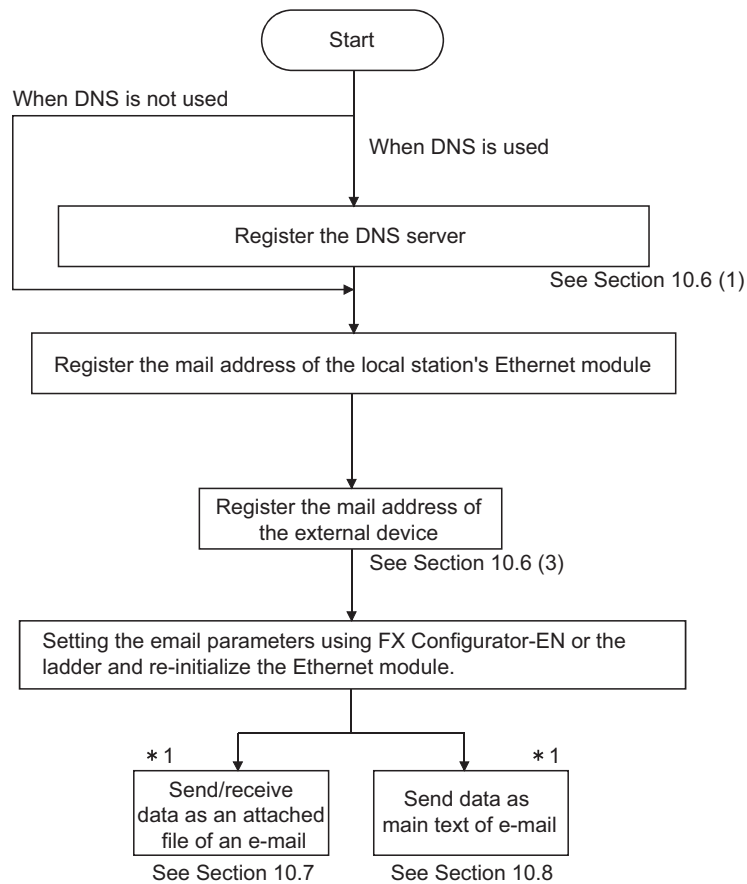 Start
When DNS is not used
When DNS is used
Register the DNS server
See Section 10.6 (1)
Register the mail address of the local station's Ethernet module
Register the mail address of
the external device
See Section 10.6 (3)
Setting the email parameters using FX Configurator-EN or the
ladder and re-initialize the Ethernet module.
*1
Send/receive
data as an attached
file of an e-mail
See Section 10.7
*1
Send data as
main text of e-mail
See Section 10.8